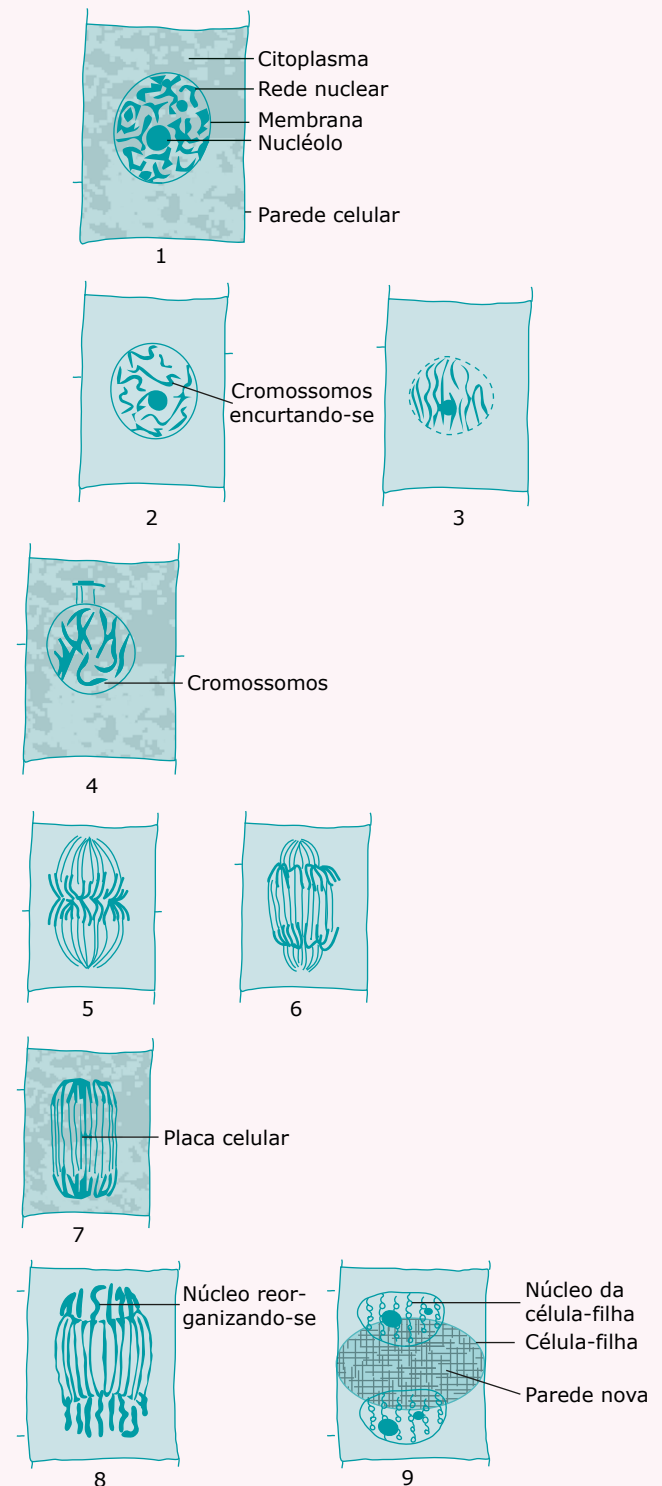 Citoplasma
Rede nuclear
Membrana
Nucléolo
Parede celular
1
Cromossomos
encurtando-se
2
3
Cromossomos
4
5
6
Placa celular
7
Núcleo reor-
ganizando-se
8
Núcleo da
célula-filha
Célula-filha
Parede nova
9